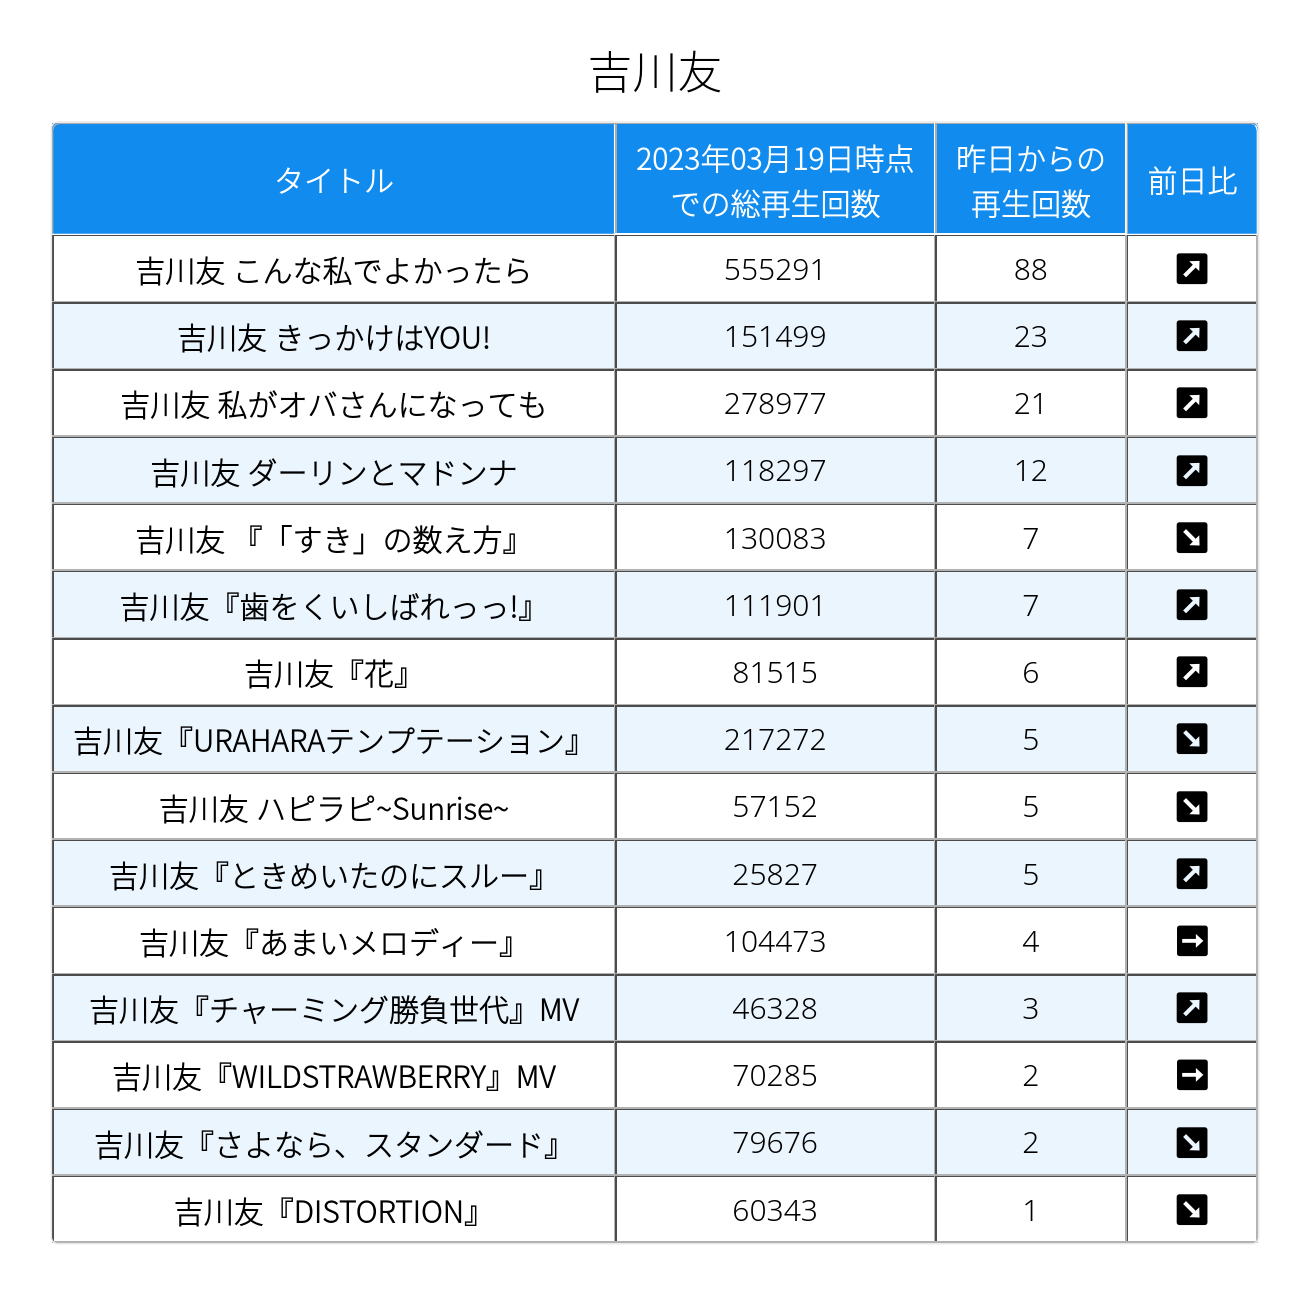 吉川友
タイトル
2023年03月19日時点
での総再生回数
昨日からの
再生回数
前日比
吉川友 こんな私でよかったら 555291 88 ↗
吉川友 きっかけはYOU! 151499 23 ↗
吉川友 私がオバさんになっても 278977 21 ↗
吉川友 ダーリンとマドンナ 118297 12 ↗
吉川友 『「すき」の数え方』 130083 7 ↘
吉川友『歯をくいしばれっっ!』 111901 7 ↗
吉川友『花』 81515 6 ↗
吉川友『URAHARAテンプテーション』 217272 5 ↘
吉川友 ハピラピ~Sunrise~ 57152 5 ↘
吉川友『ときめいたのにスルー』 25827 5 ↗
吉川友『あまいメロディー』 104473 4 →
吉川友『チャーミング勝負世代』MV 46328 3 ↗
吉川友『WILDSTRAWBERRY』MV 70285 2 →
吉川友『さよなら、スタンダード』 79676 2 ↘
吉川友『DISTORTION』 60343 1 ↘